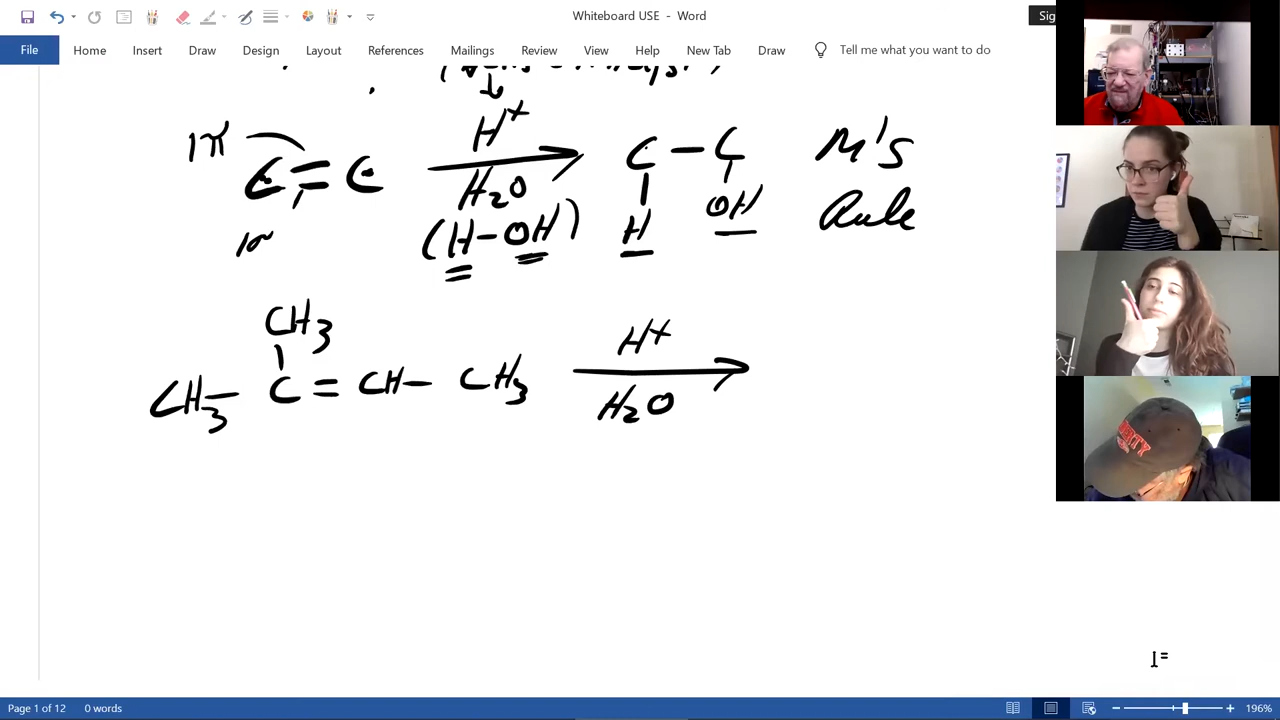 Whiteboard USE - Word
Sig
File Home Insert Draw Design Layout References Mailings Review View Help New Tab Draw Tell me what you want to do
H+
1π
C=C
C-C
M's
H2O
(H-OH)
H
OH
Rule
CH3
H+
CH3- C = CH- CH3
H2O
Page 1 of 12 0 words
196%